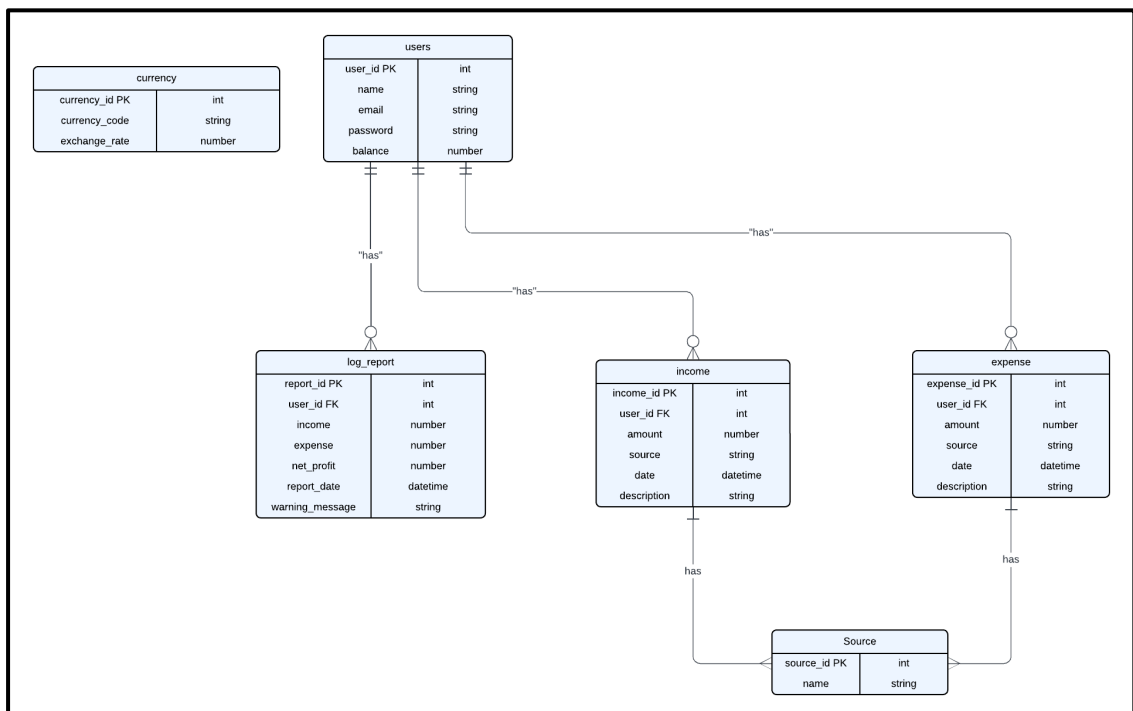 currency
currency_id PK int
currency_code string
exchange_rate number
users
user_id PK int
name string
email string
password string
balance number
"has"
"has"
"has"
log_report
report_id PK int
user_id FK int
income number
expense number
net_profit number
report_date datetime
warning_message string
income
income_id PK int
user_id FK int
amount number
source string
date datetime
description string
expense
expense_id PK int
user_id FK int
amount number
source string
date datetime
description string
has
has
Source
source_id PK int
name string